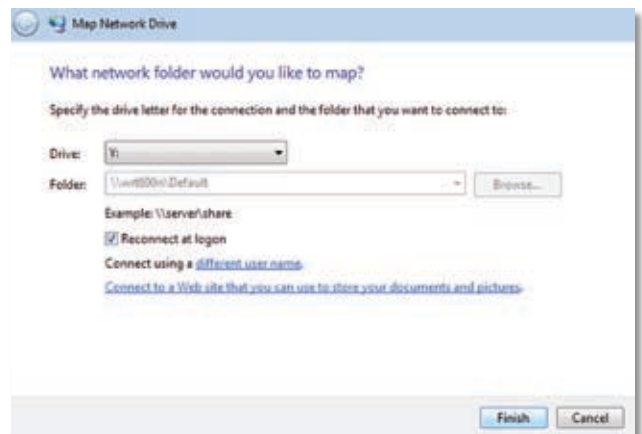 Map Network Drive
What network folder would you like to map?
Specify the drive letter for the connection and the folder that you want to connect to:
Drive: Y:
Folder: \\wrt600n\Default Browse...
Example: \\server\share
Reconnect at logon
Connect using a different user name.
Connect to a Web site that you can use to store your documents and pictures.
Finish Cancel